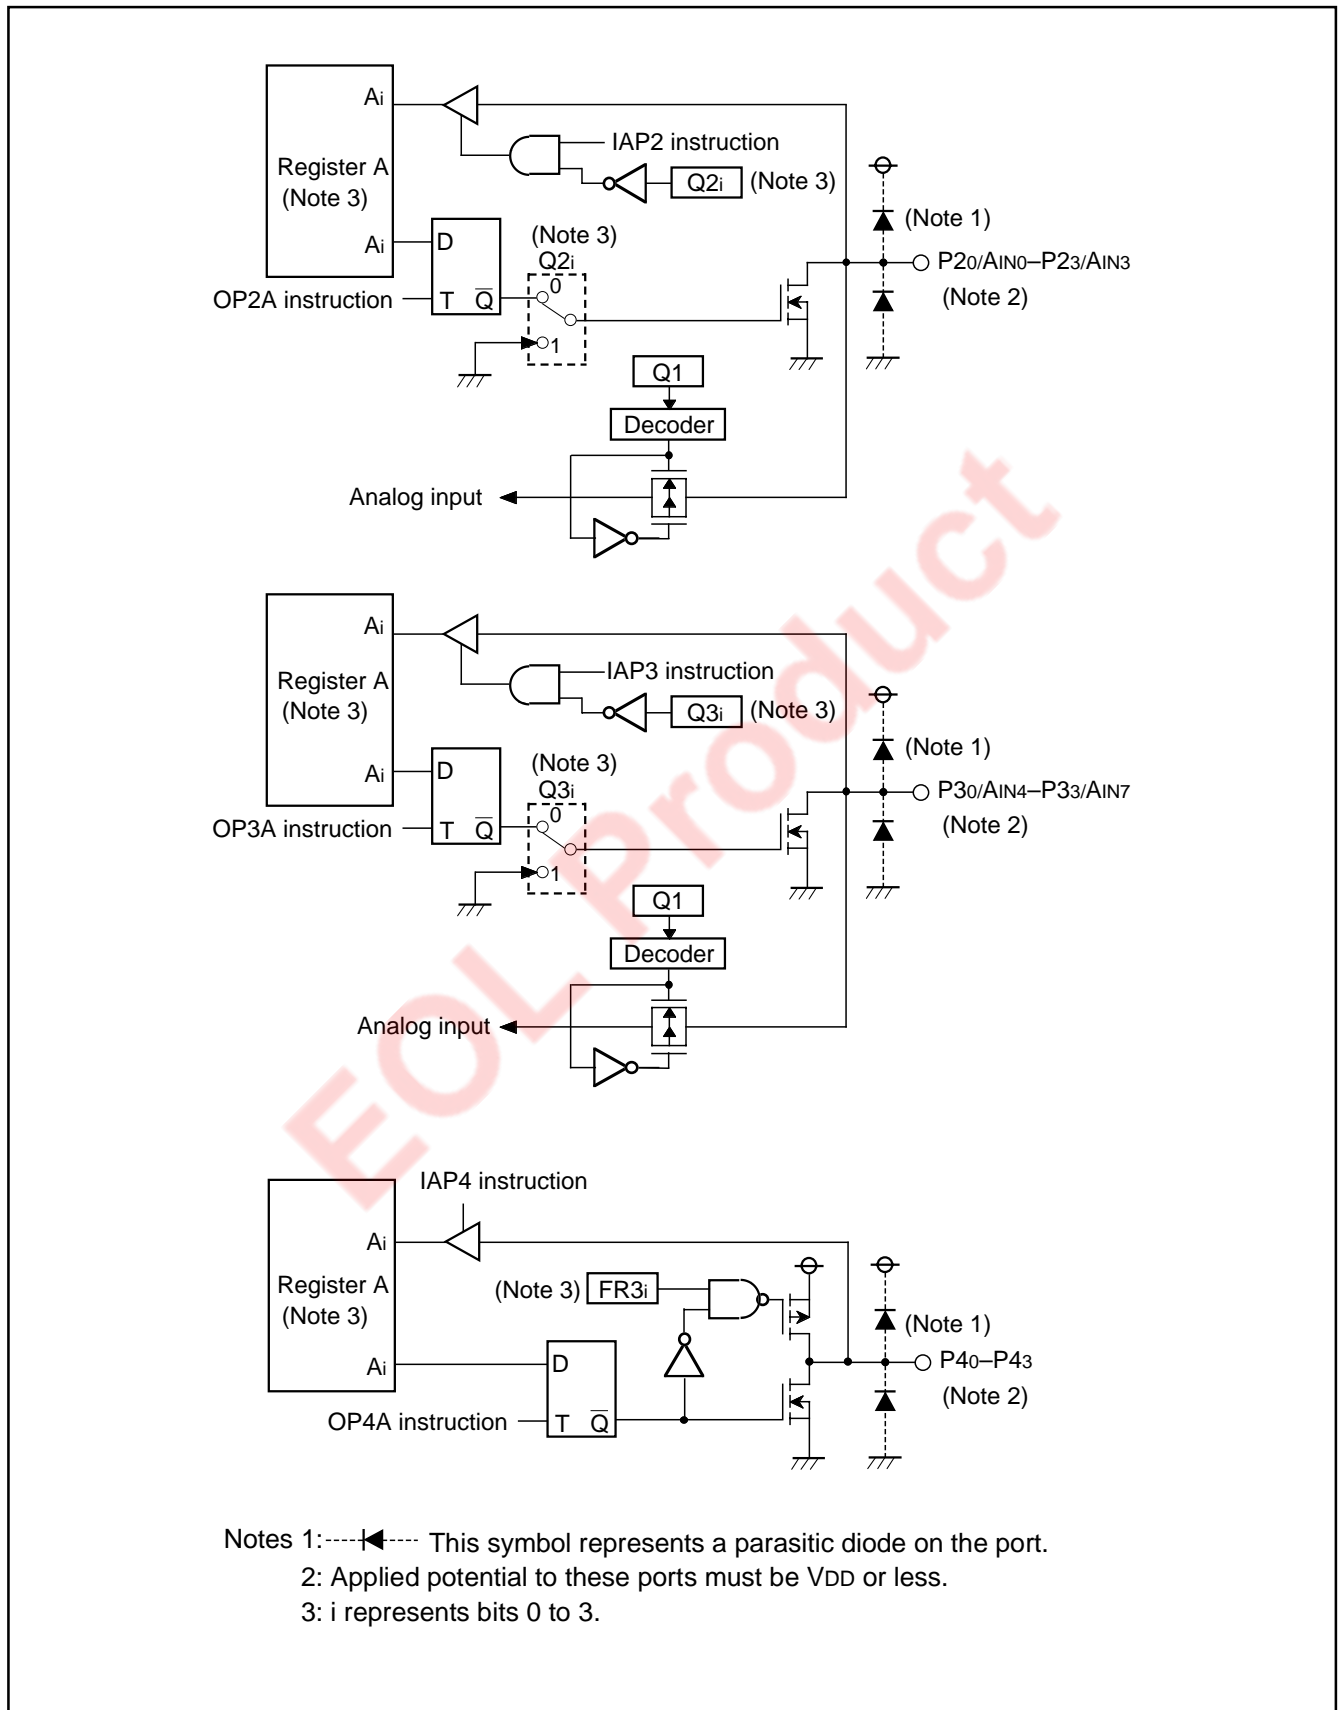 Ai
IAP2 instruction
Register A
(Note 3)
Q2i (Note 3)
(Note 1)
Ai
D
(Note 3)
Q2i
0
P20/AIN0–P23/AIN3
OP2A instruction
T Q̅
(Note 2)
1
Q1
Decoder
Analog input
Ai
IAP3 instruction
Register A
(Note 3)
Q3i (Note 3)
(Note 1)
Ai
D
(Note 3)
Q3i
0
P30/AIN4–P33/AIN7
OP3A instruction
T Q̅
(Note 2)
1
Q1
Decoder
Analog input
IAP4 instruction
Ai
Register A
(Note 3)
(Note 3) FR3i
(Note 1)
Ai
D
P40–P43
(Note 2)
OP4A instruction
T Q̅
Notes 1: This symbol represents a parasitic diode on the port.
2: Applied potential to these ports must be VDD or less.
3: i represents bits 0 to 3.
EOL Product